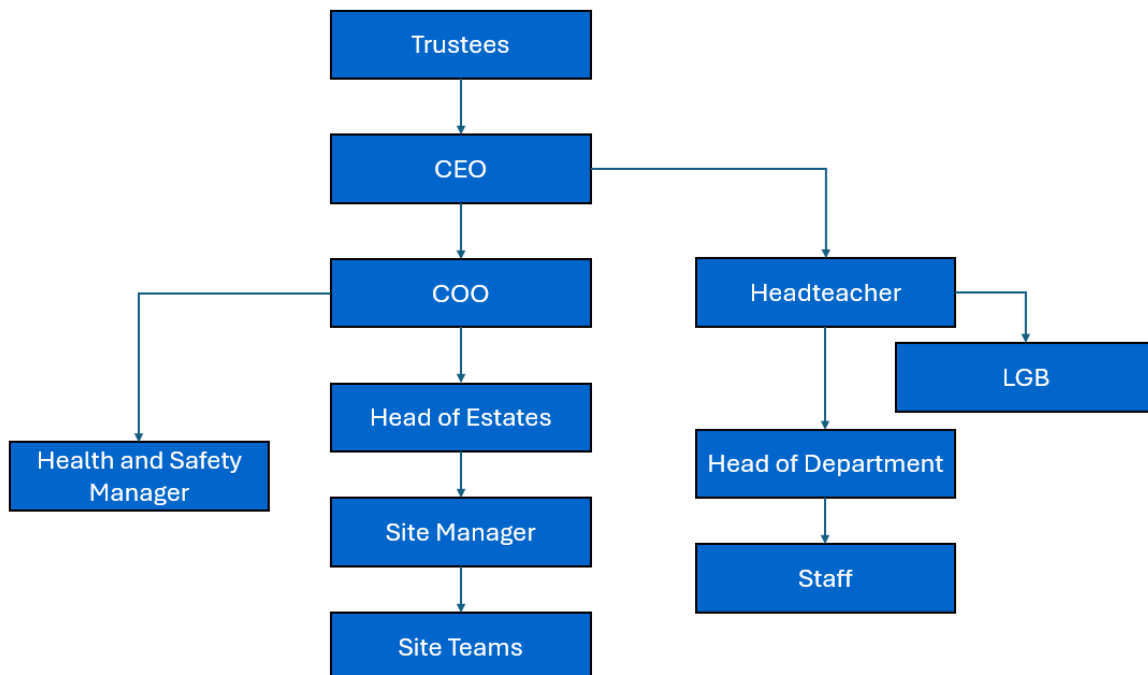 Trustees
CEO
COO
Headteacher
LGB
Head of Estates
Health and Safety
Manager
Head of Department
Site Manager
Staff
Site Teams